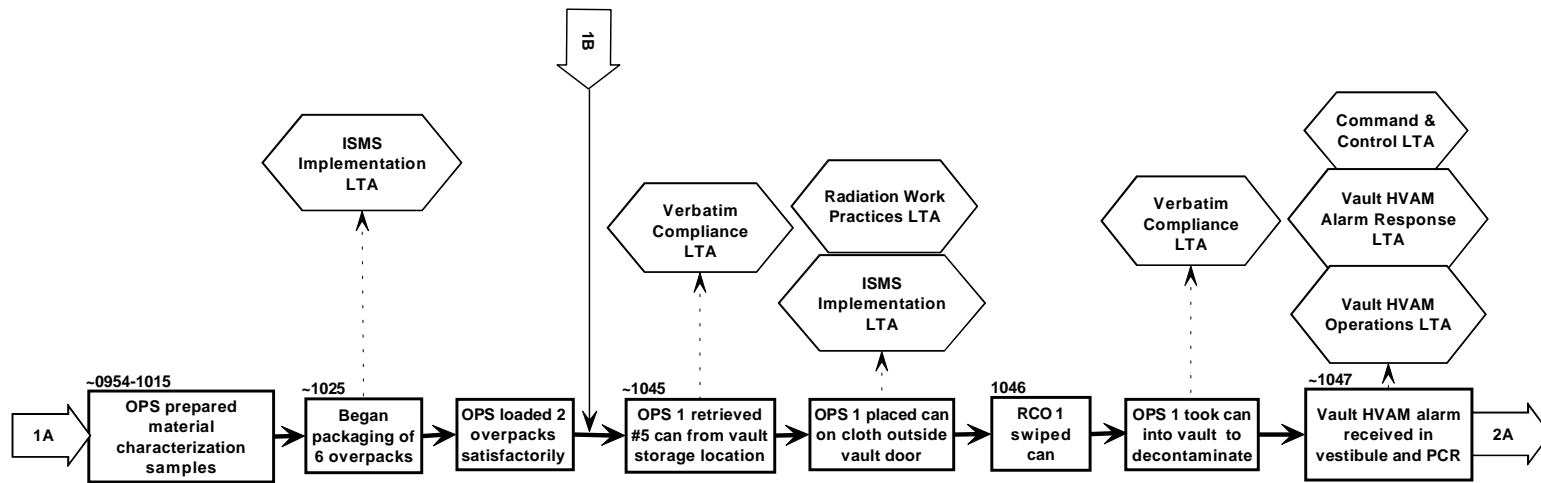 1B
ISMS
Implementation
LTA
Verbatim
Compliance
LTA
Radiation Work
Practices LTA
ISMS
Implementation
LTA
Verbatim
Compliance
LTA
Command &
Control LTA
Vault HVAM
Alarm Response
LTA
Vault HVAM
Operations LTA
1A
~0954-1015
OPS prepared
material
characterization
samples
~1025
Began
packaging of
6 overpacks
OPS loaded 2
overpacks
satisfactorily
~1045
OPS 1 retrieved
#5 can from vault
storage location
OPS 1 placed can
on cloth outside
vault door
1046
RCO 1
swiped
can
OPS 1 took can
into vault to
decontaminate
~1047
Vault HVAM alarm
received in
vestibule and PCR
2A